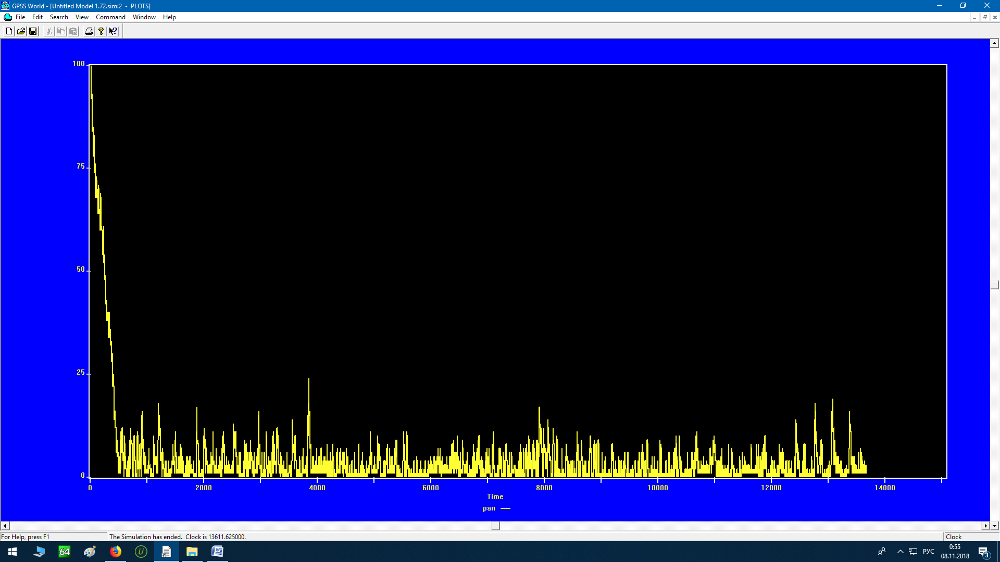 GPSS World - [Untitled Model 1.72.sim:2 - PLOTS]
File Edit Search View Command Window Help
100
75
50
25
0
0 2000 4000 6000 8000 10000 12000 14000
Time
pan
For Help, press F1 The Simulation has ended. Clock is 13611.625000. Clock
64 U W РУС 0:55
08.11.2018 3